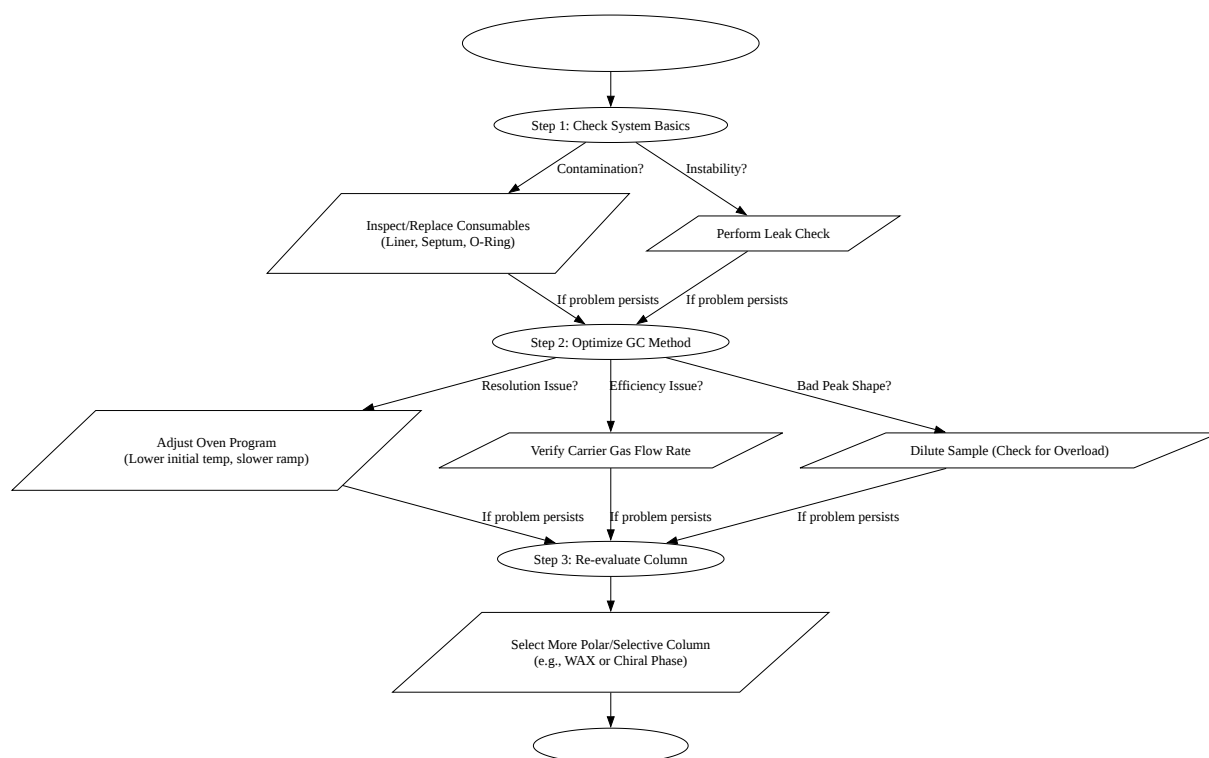 Step 1: Check System Basics
Contamination?
Instability?
Inspect/Replace Consumables
(Liner, Septum, O-Ring)
Perform Leak Check
If problem persists
If problem persists
Step 2: Optimize GC Method
Resolution Issue?
Efficiency Issue?
Bad Peak Shape?
Adjust Oven Program
(Lower initial temp, slower ramp)
Verify Carrier Gas Flow Rate
Dilute Sample (Check for Overload)
If problem persists
If problem persists
If problem persists
Step 3: Re-evaluate Column
Select More Polar/Selective Column
(e.g., WAX or Chiral Phase)